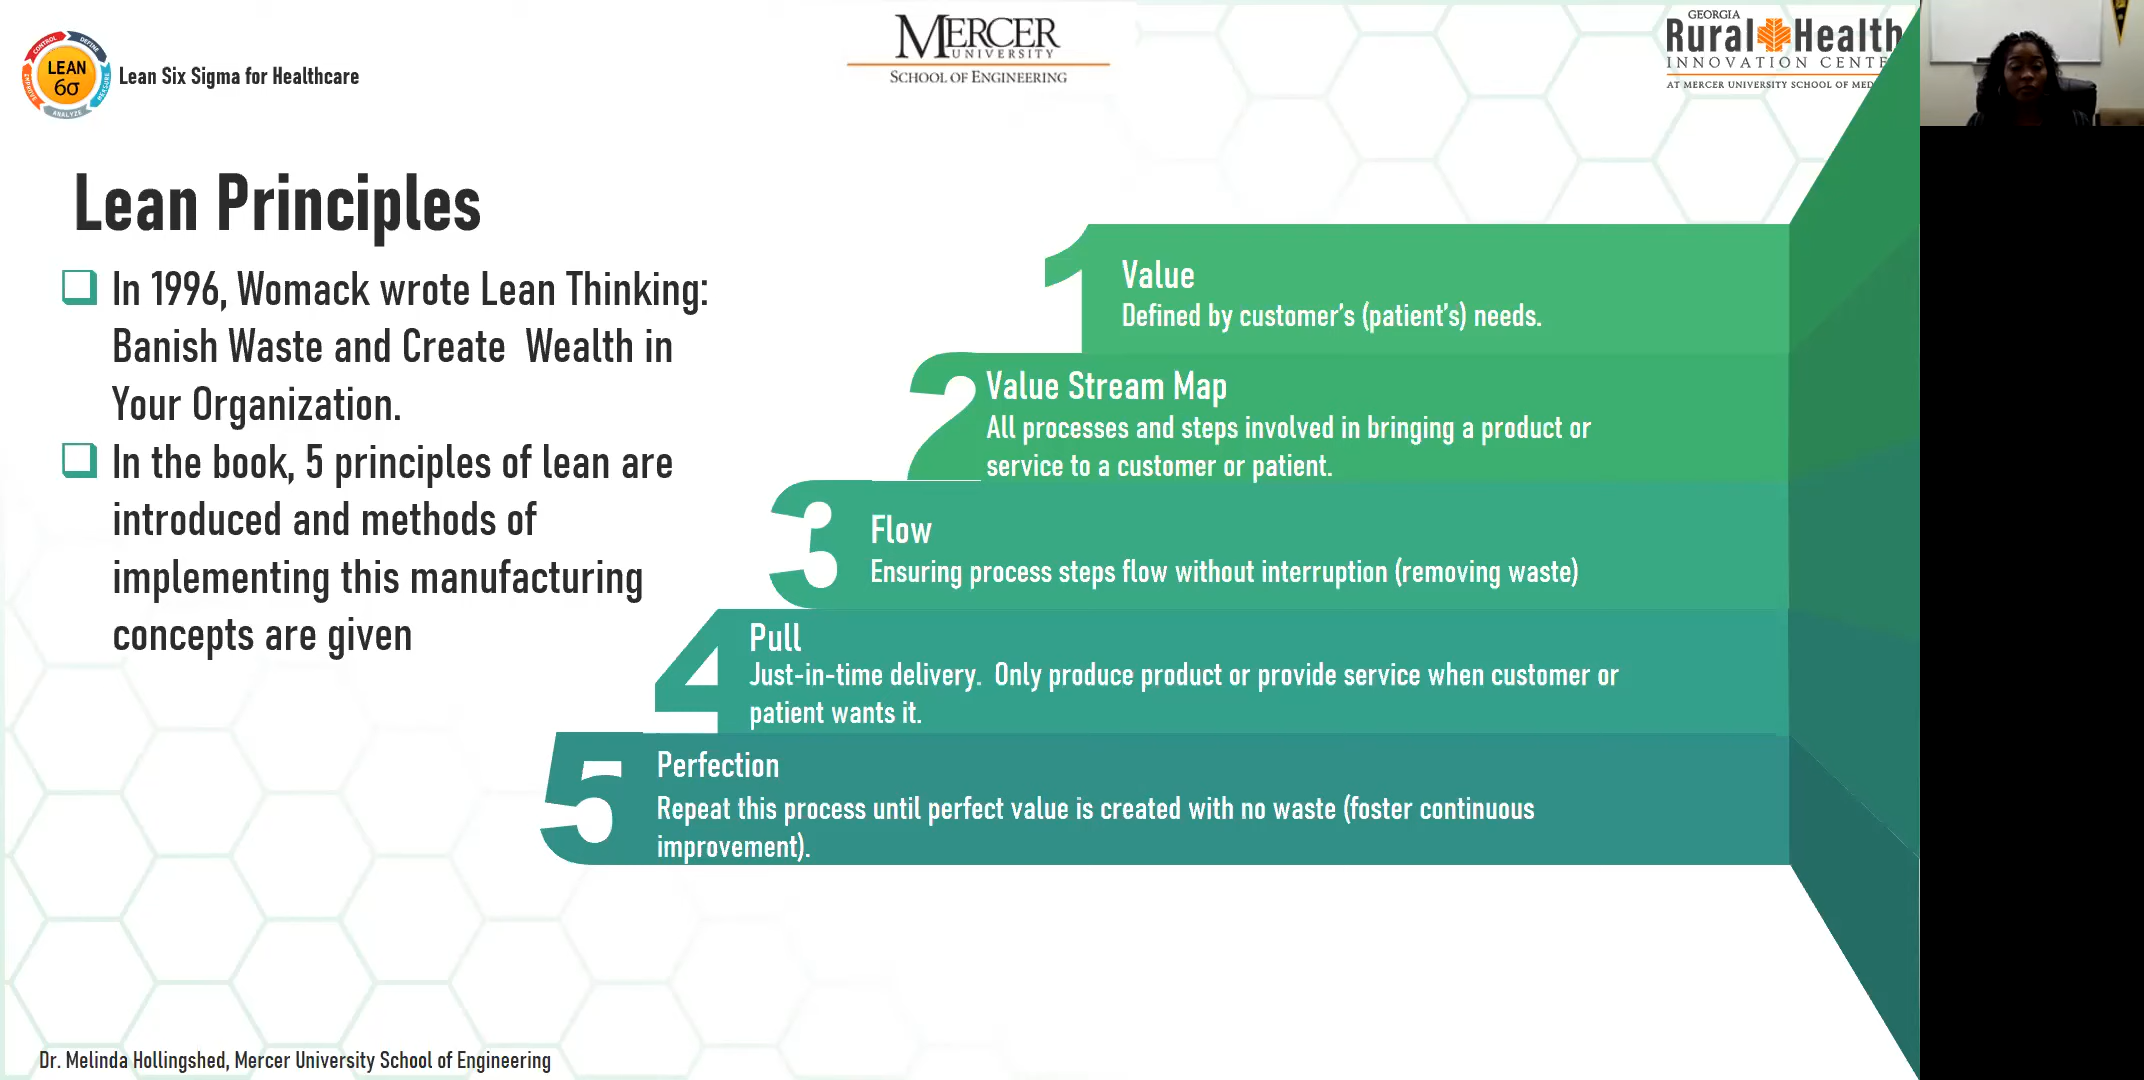 CONTROL
DEFINE
MEASURE
ANALYZE
IMPROVE
LEAN
6σ
Lean Six Sigma for Healthcare
MERCER
UNIVERSITY
SCHOOL OF ENGINEERING
GEORGIA
Rural Health
INNOVATION CENTE
AT MERCER UNIVERSITY SCHOOL OF MED
Lean Principles
In 1996, Womack wrote Lean Thinking:
Banish Waste and Create  Wealth in
Your Organization.
In the book, 5 principles of lean are
introduced and methods of
implementing this manufacturing
concepts are given
1
Value
Defined by customer’s (patient’s) needs.
2
Value Stream Map
All processes and steps involved in bringing a product or
service to a customer or patient.
3
Flow
Ensuring process steps flow without interruption (removing waste)
4
Pull
Just-in-time delivery.  Only produce product or provide service when customer or
patient wants it.
5
Perfection
Repeat this process until perfect value is created with no waste (foster continuous
improvement).
Dr. Melinda Hollingshed, Mercer University School of Engineering